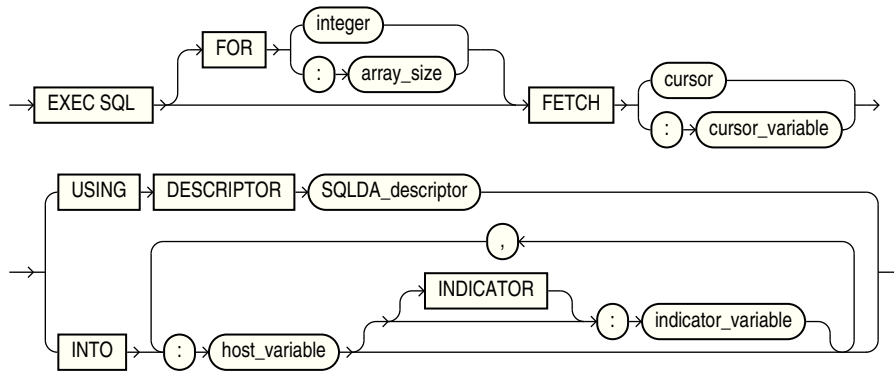 integer
FOR
: array_size
EXEC SQL FETCH cursor
: cursor_variable
USING DESCRIPTOR SQLDA_descriptor
,
INDICATOR
: indicator_variable
INTO : host_variable